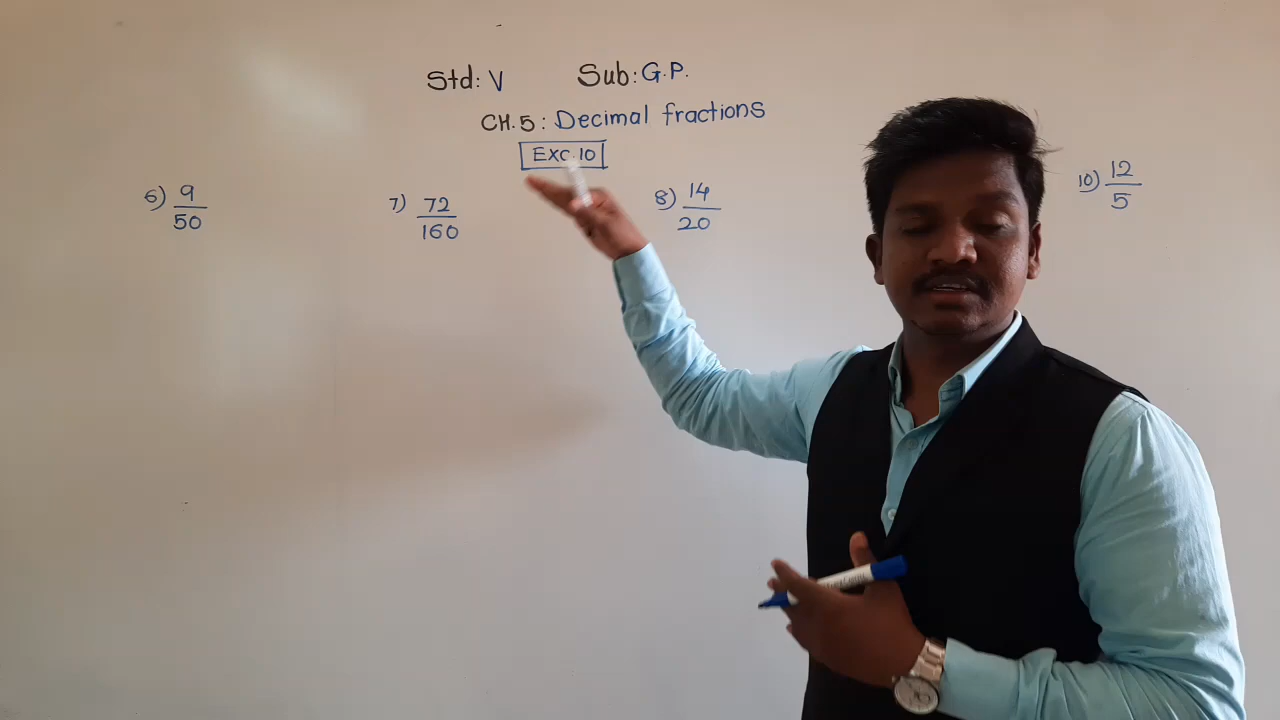 Std: V Sub: G.P.
CH.5: Decimal fractions
EXC.10
6) 9/50
7) 72/160
8) 14/20
10) 12/5